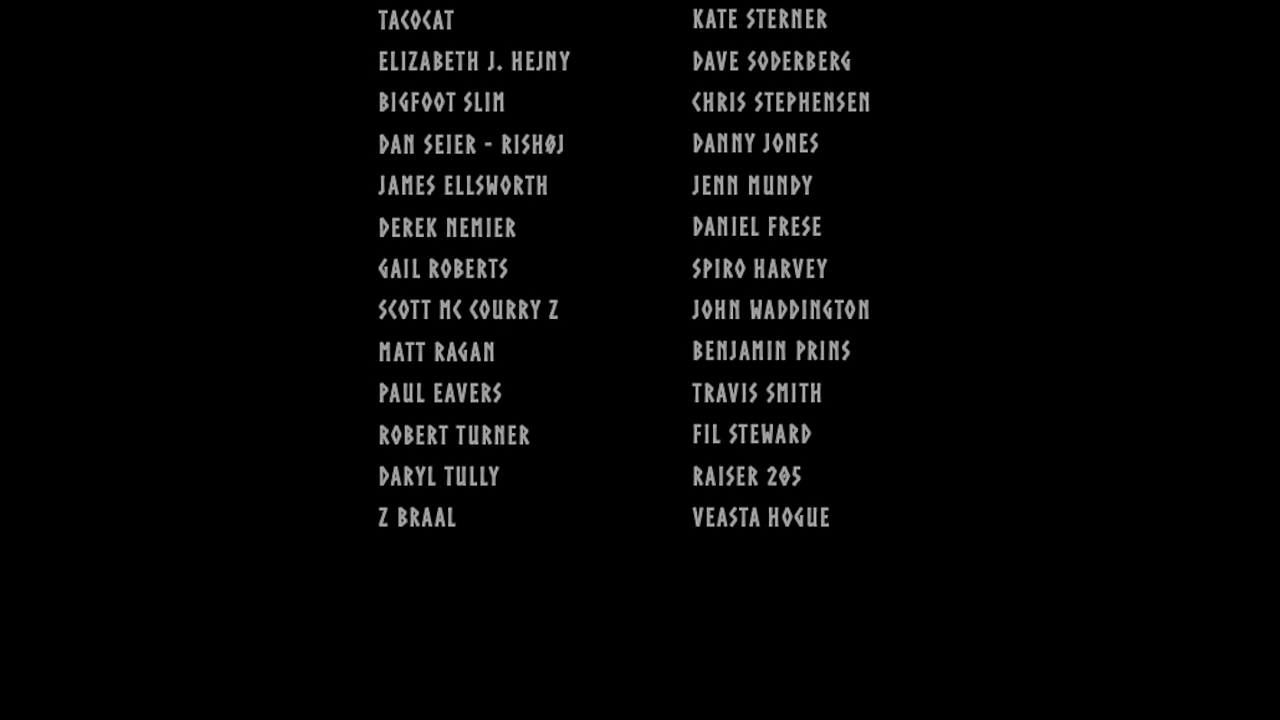 TACOCAT
ELIZABETH J. HEJNY
BIGFOOT SLIM
DAN SEIER - RISHØJ
JAMES ELLSWORTH
DEREK NEMIER
GAIL ROBERTS
SCOTT MC COURRY Z
MATT RAGAN
PAUL EAVERS
ROBERT TURNER
DARYL TULLY
Z BRAAL
KATE STERNER
DAVE SODERBERG
CHRIS STEPHENSEN
DANNY JONES
JENN MUNDY
DANIEL FRESE
SPIRO HARVEY
JOHN WADDINGTON
BENJAMIN PRINS
TRAVIS SMITH
FIL STEWARD
RAISER 205
VEASTA HOGUE